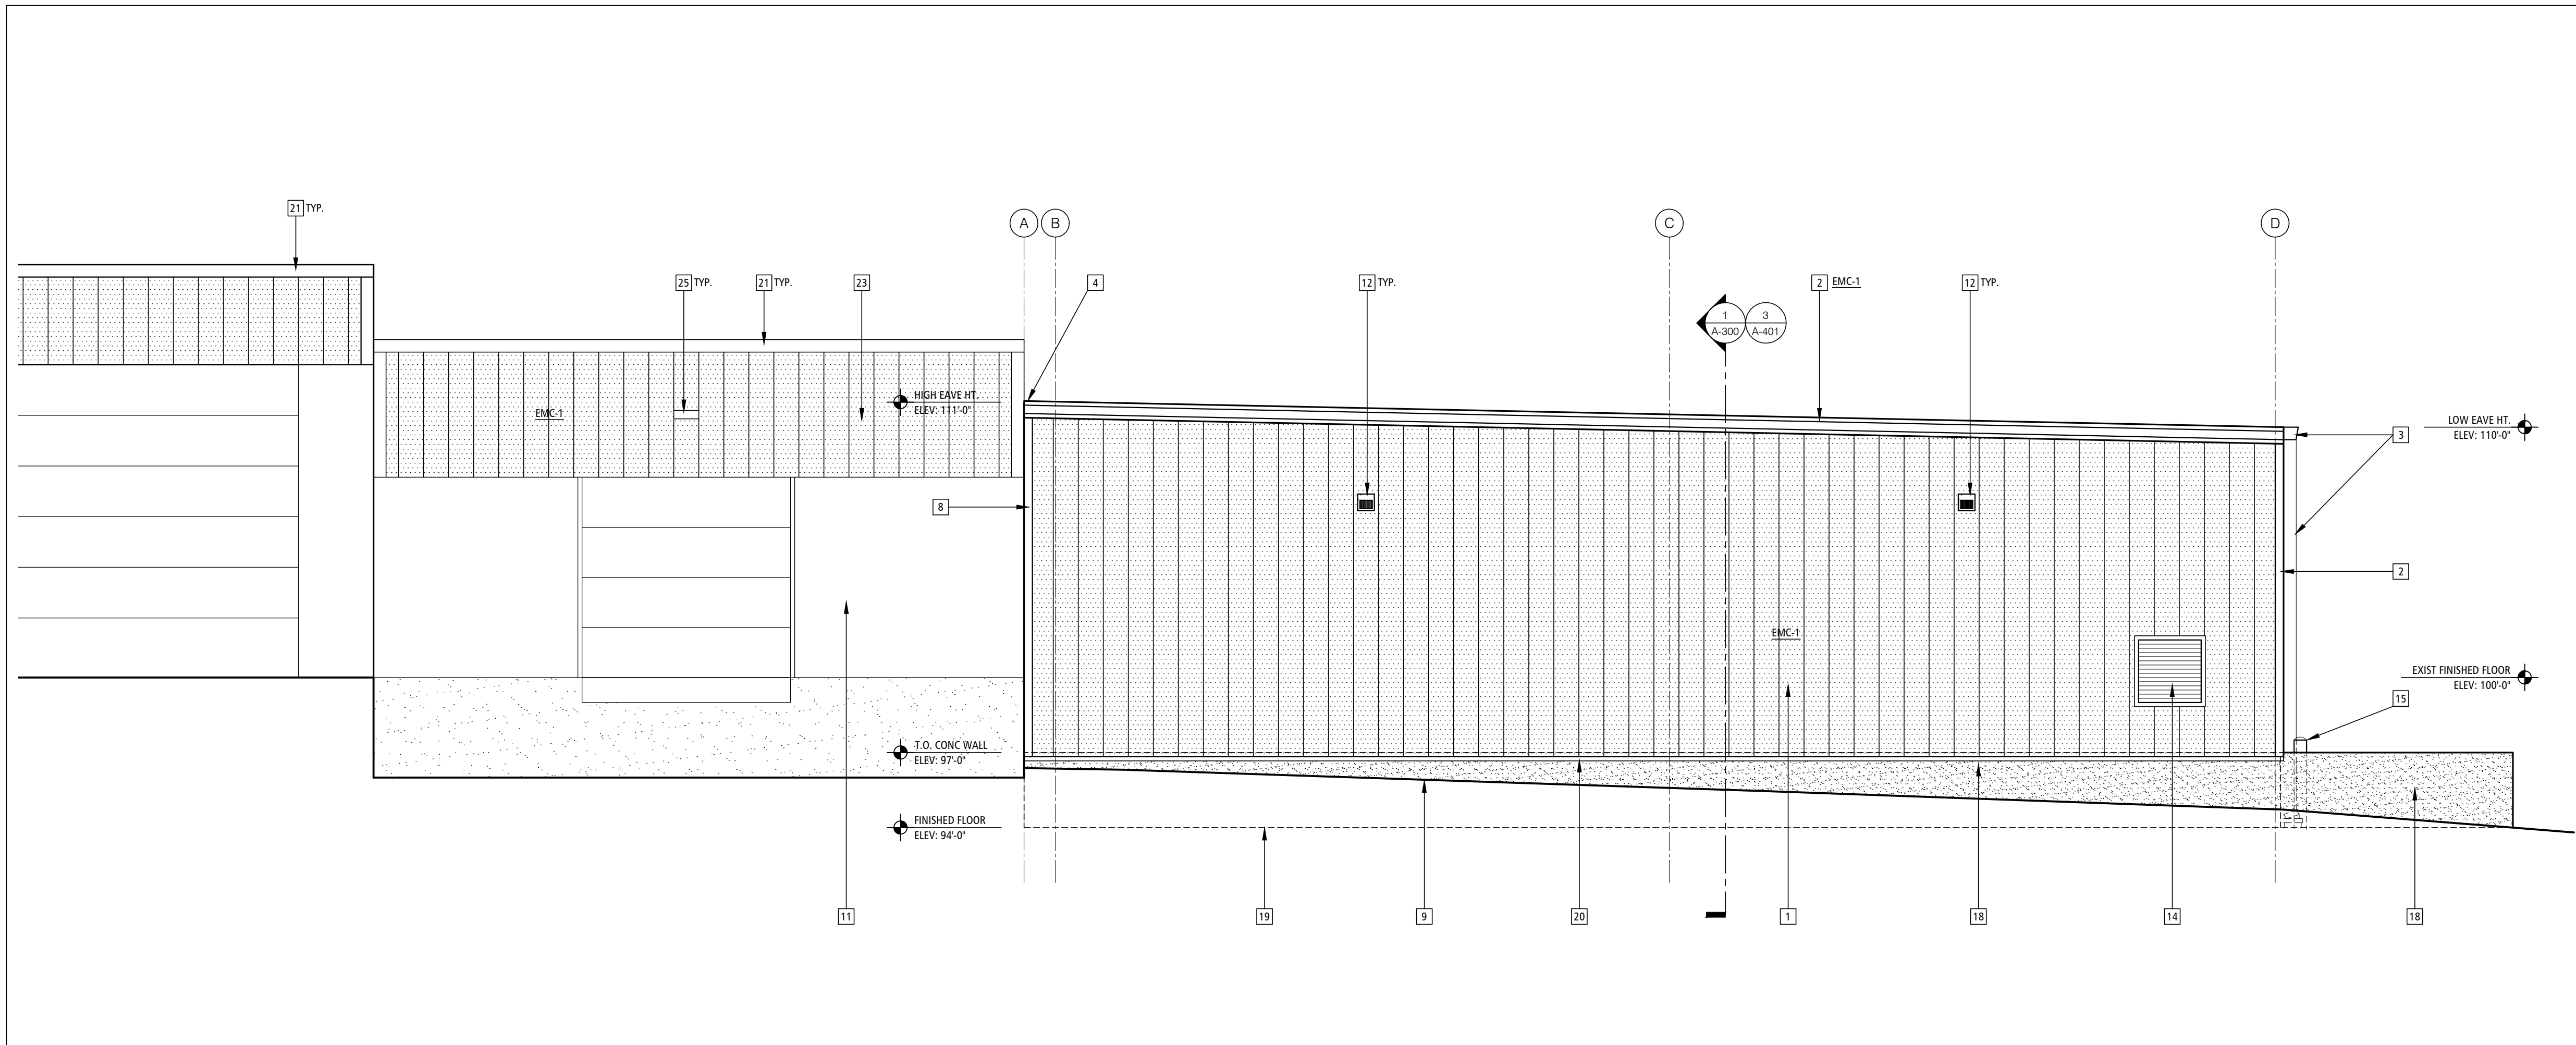 21 TYP.
A B C D
25 TYP. 21 TYP. 23 4 12 TYP. 2 EMC-1 12 TYP.
1
A-300
3
A-401
HIGH EAVE HT.
ELEV: 111'-0"
EMC-1
LOW EAVE HT.
ELEV: 110'-0"
3
8
2
EMC-1
EXIST FINISHED FLOOR
ELEV: 100'-0"
15
T.O. CONC WALL
ELEV: 97'-0"
FINISHED FLOOR
ELEV: 94'-0"
11 19 9 20 1 18 14 18